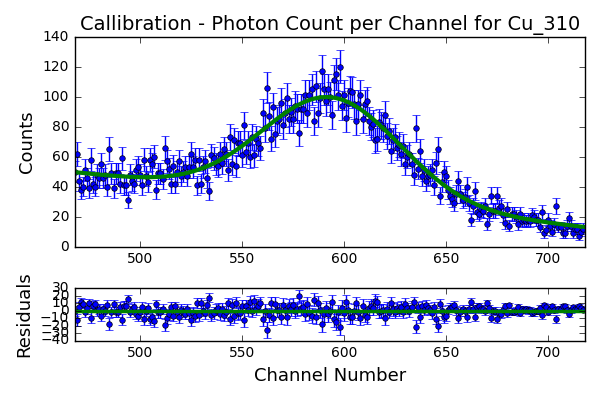 Callibration - Photon Count per Channel for Cu_310
140
120
100
80
60
40
20
0
Counts
500 550 600 650 700
30
20
10
0
−10
−20
−30
−40
Residuals
500 550 600 650 700
Channel Number